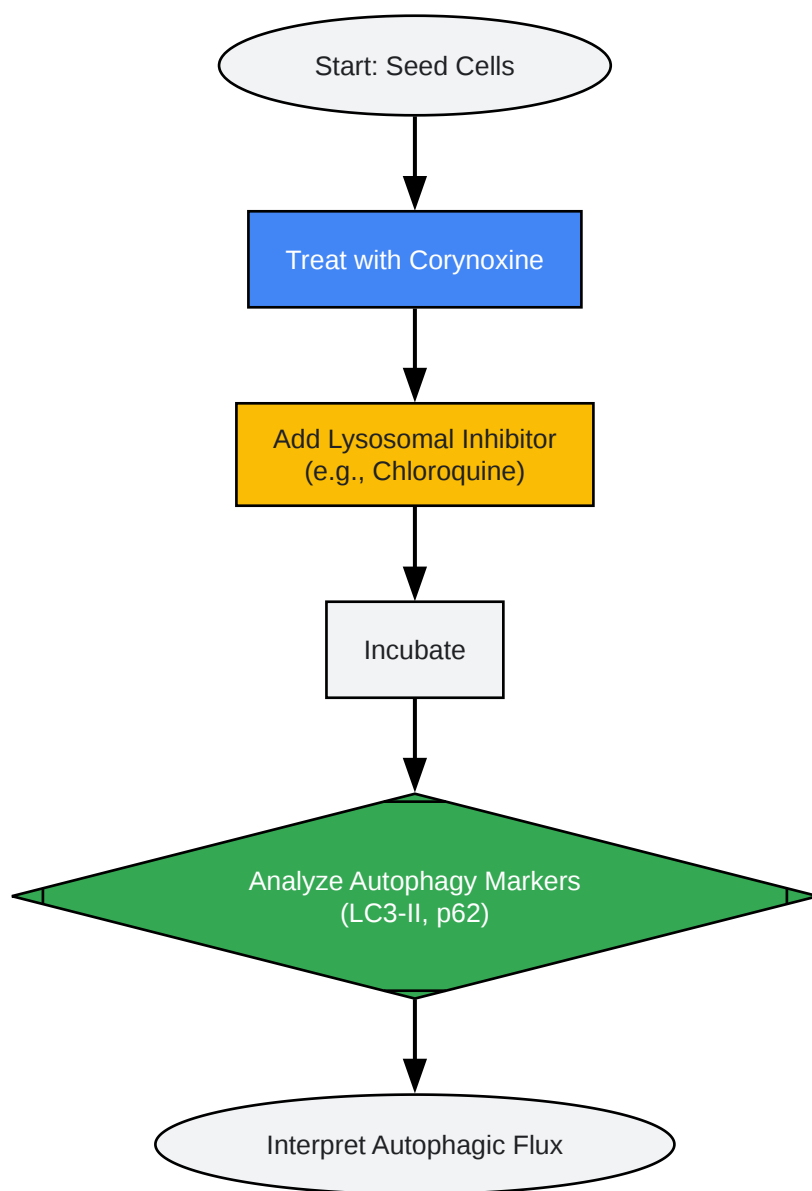 Start: Seed Cells
Treat with Corynoxine
Add Lysosomal Inhibitor
(e.g., Chloroquine)
Incubate
Analyze Autophagy Markers
(LC3-II, p62)
Interpret Autophagic Flux